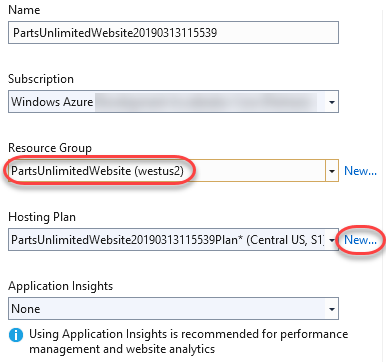 Name
PartsUnlimitedWebsite20190313115539
Subscription
Windows Azure
Resource Group
PartsUnlimitedWebsite (westus2)
New...
Hosting Plan
PartsUnlimitedWebsite20190313115539Plan* (Central US, S1)
New...
Application Insights
None
Using Application Insights is recommended for performance
management and website analytics